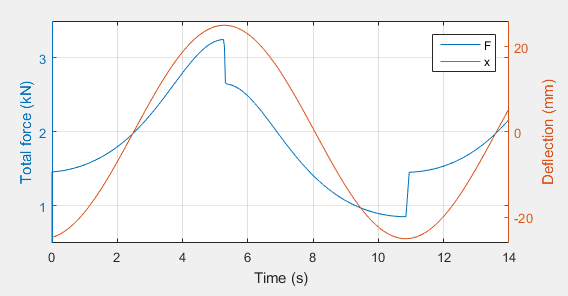 F
x
3
2
1
20
0
-20
Total force (kN)
Deflection (mm)
0 2 4 6 8 10 12 14
Time (s)